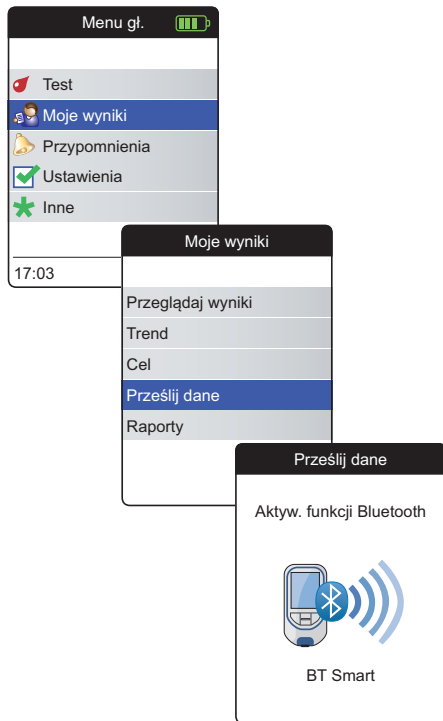 Menu gł.
Test
Moje wyniki
Przypomnienia
Ustawienia
Inne
17:03
Moje wyniki
Przeglądaj wyniki
Trend
Cel
Prześlij dane
Raporty
Prześlij dane
Aktyw. funkcji Bluetooth
BT Smart